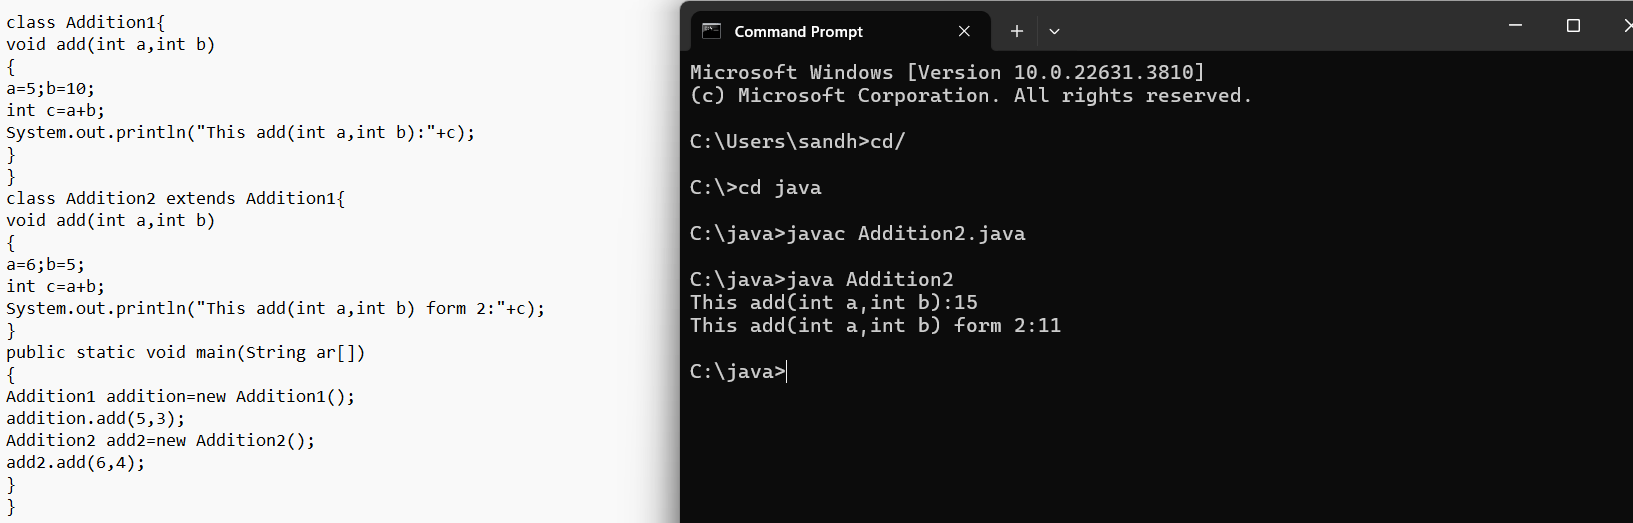 class Addition1{
void add(int a,int b)
{
a=5;b=10;
int c=a+b;
System.out.println("This add(int a,int b):"+c);
}
}
class Addition2 extends Addition1{
void add(int a,int b)
{
a=6;b=5;
int c=a+b;
System.out.println("This add(int a,int b) form 2:"+c);
}
public static void main(String ar[])
{
Addition1 addition=new Addition1();
addition.add(5,3);
Addition2 add2=new Addition2();
add2.add(6,4);
}
}
Command Prompt
Microsoft Windows [Version 10.0.22631.3810]
(c) Microsoft Corporation. All rights reserved.
C:\Users\sandh>cd/
C:\>cd java
C:\java>javac Addition2.java
C:\java>java Addition2
This add(int a,int b):15
This add(int a,int b) form 2:11
C:\java>